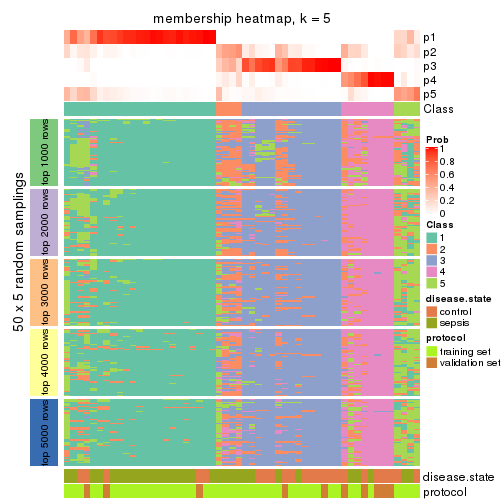 membership heatmap, k = 5
p1
p2
p3
p4
p5
Class
50 x 5 random samplings
top 1000 rows
top 2000 rows
top 3000 rows
top 4000 rows
top 5000 rows
disease.state
protocol
Prob
1
0.8
0.6
0.4
0.2
0
Class
1
2
3
4
5
disease.state
control
sepsis
protocol
training set
validation set